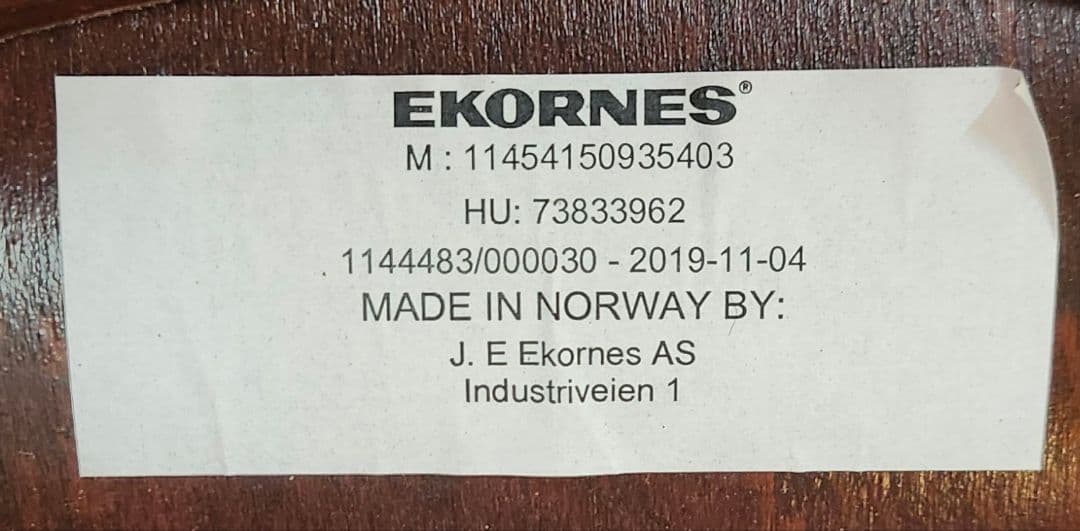 EKORNES®
M : 11454150935403
HU: 73833962
1144483/000030 - 2019-11-04
MADE IN NORWAY BY:
J. E Ekornes AS
Industriveien 1